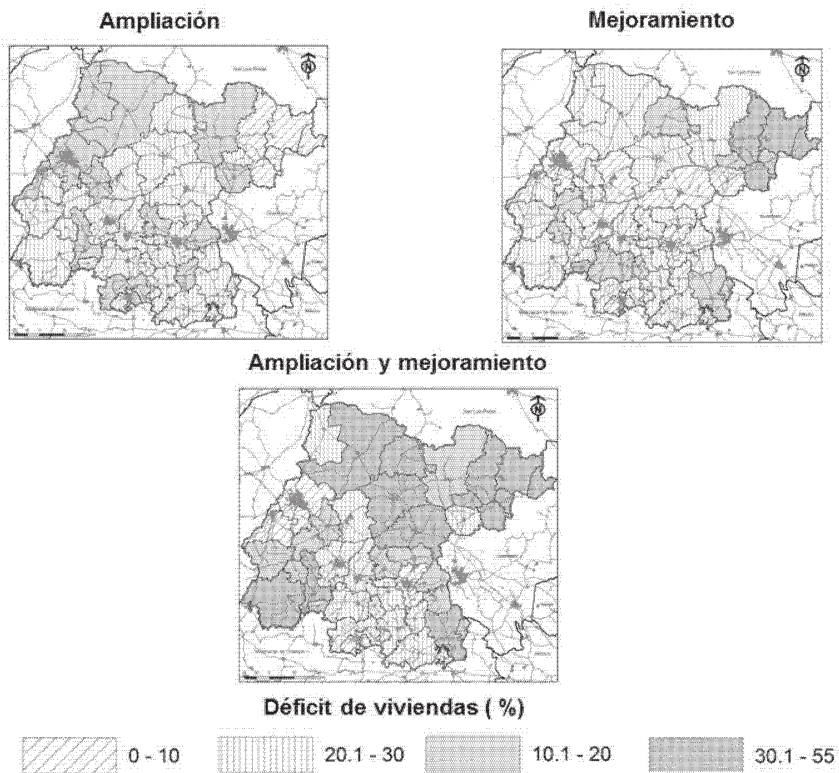 Ampliación
Mejoramiento
N
N
Ampliación y mejoramiento
N
Déficit de viviendas ( %)
0 - 10
20.1 - 30
10.1 - 20
30.1 - 55